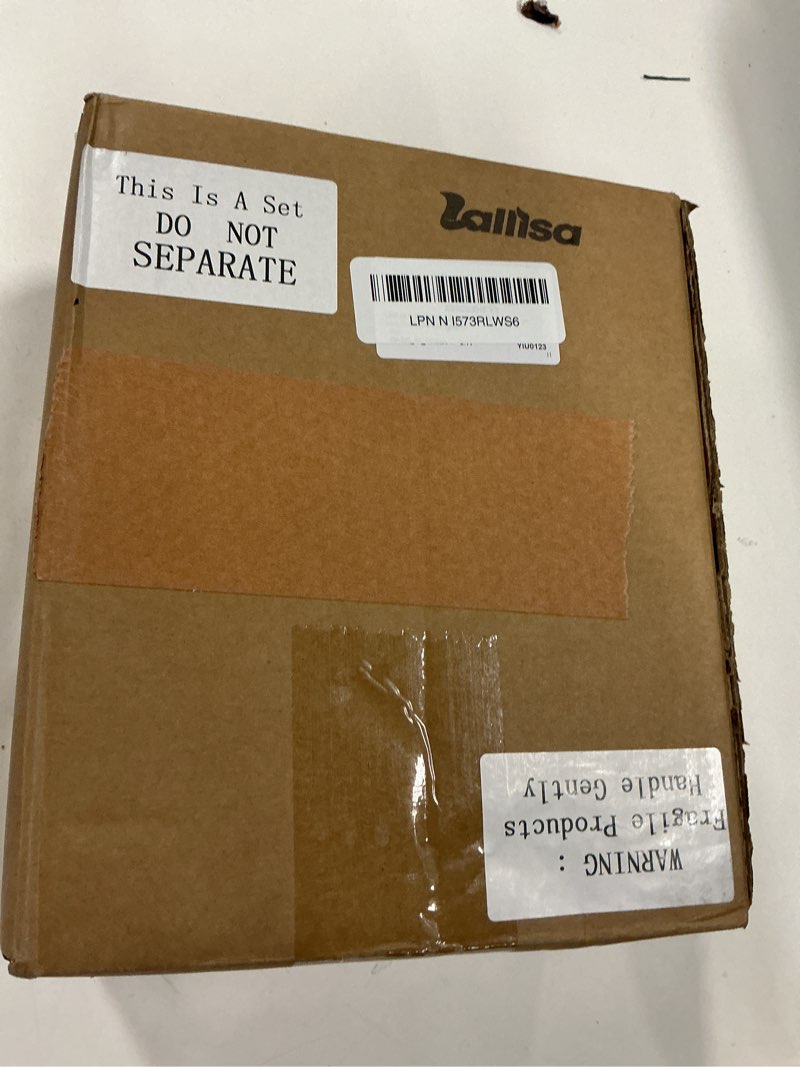 This Is A Set
DO NOT
SEPARATE
Lallisa
LPN N I573RLWS6
YIU0123
WARNING :
Fragile Products
Handle Gently